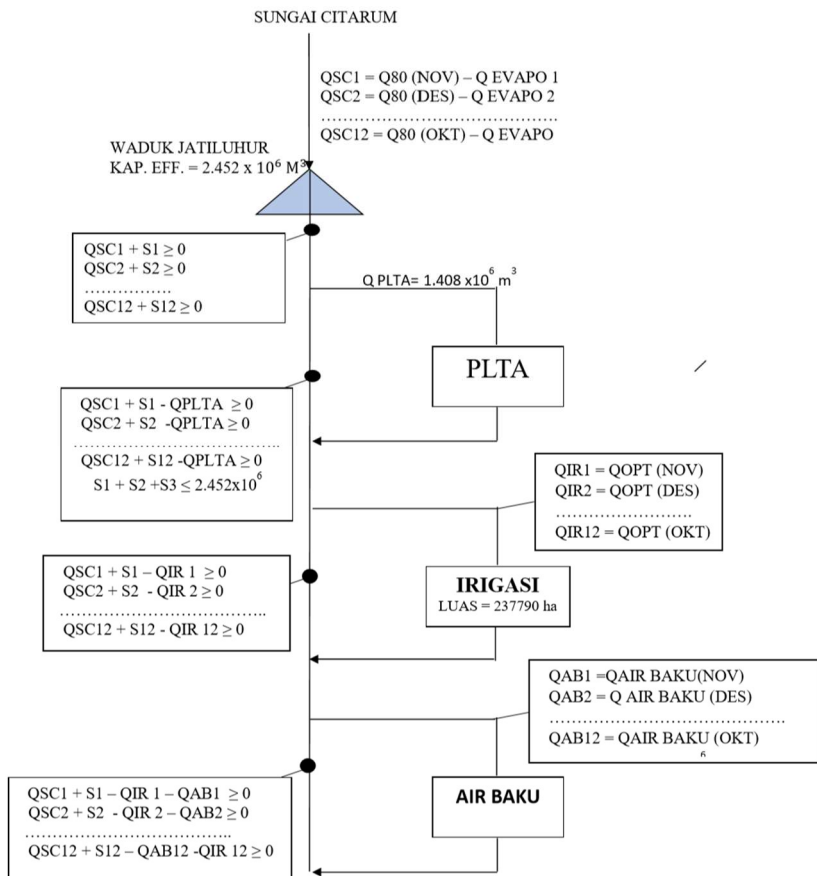 SUNGAI CITARUM
QSC1 = Q80 (NOV) – Q EVAPO 1
QSC2 = Q80 (DES) – Q EVAPO 2
………………………………………
QSC12 = Q80 (OKT) – Q EVAPO
WADUK JATILUHUR
KAP. EFF. = 2.452 x 10⁶ M³
QSC1 + S1 ≥ 0
QSC2 + S2 ≥ 0
……………
QSC12 + S12 ≥ 0
Q PLTA= 1.408 x10⁶ m³
PLTA
QSC1 + S1 - QPLTA ≥ 0
QSC2 + S2 -QPLTA ≥ 0
………………………………
QSC12 + S12 -QPLTA ≥ 0
S1 + S2 +S3 ≤ 2.452x10⁶
QIR1 = QOPT (NOV)
QIR2 = QOPT (DES)
……………………
QIR12 = QOPT (OKT)
QSC1 + S1 – QIR 1 ≥ 0
QSC2 + S2 - QIR 2 ≥ 0
………………………………
QSC12 + S12 - QIR 12 ≥ 0
IRIGASI
LUAS = 237790 ha
QAB1 =QAIR BAKU(NOV)
QAB2 = Q AIR BAKU (DES)
……………………………………
QAB12 = QAIR BAKU (OKT)
6
AIR BAKU
QSC1 + S1 – QIR 1 – QAB1 ≥ 0
QSC2 + S2 - QIR 2 – QAB2 ≥ 0
………………………………
QSC12 + S12 – QAB12 -QIR 12 ≥ 0